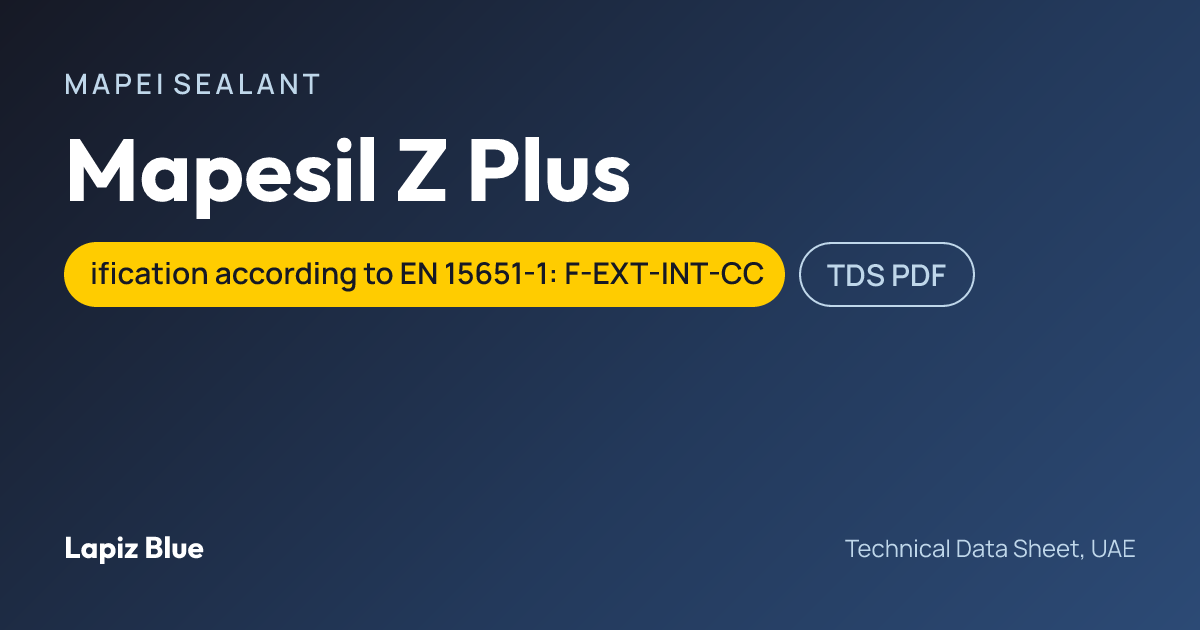 MAPEI SEALANT
Mapesil Z Plus
ification according to EN 15651-1: F-EXT-INT-CC
TDS PDF
Lapiz Blue
Technical Data Sheet, UAE